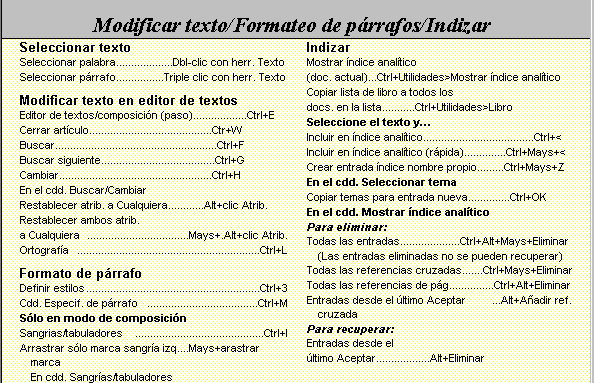 Modificar texto/Formateo de párrafos/Indizar
Seleccionar texto
Seleccionar palabra..................Dbl-clic con herr. Texto
Seleccionar párrafo...............Triple clic con herr. Texto
Modificar texto en editor de textos
Editor de textos/composición (paso)..................Ctrl+E
Cerrar artículo.......................................Ctr+W
Buscar....................................................Ctrl+F
Buscar siguiente.....................................Ctrl+G
Cambiar..................................................Ctrl+H
En el cdd. Buscar/Cambiar
Restablecer atrib. a Cualquiera............Alt+clic Atrib.
Restablecer ambos atrib.
a Cualquiera ................................Mays+.Alt+clic Atrib.
Ortografía .........................................................Ctrl+L
Formato de párrafo
Definir estilos......................................................Ctrl+3
Cdd. Especif. de párrafo ...................................Ctrl+M
Sólo en modo de composición
Sangrias/tabuladores .........................................Ctrl+I
Arrastrar sólo marca sangría izq....Mays+arastrar
marca
En cdd. Sangrías/tabuladores
Indizar
Mostrar índice analítico
(doc. actual)...Ctrl+Utilidades>Mostrar índice analítico
Copiar lista de libro a todos los
docs. en la lista...........Ctrl+Utilidades>Libro
Seleccione el texto y...
Incluir en índice analítico...................................Ctrl+<
Incluir en índice analítico (rápida).............Ctrl+Mays+<
Crear entrada índice nombre propio.........Ctrl+Mays+Z
En el cdd. Seleccionar tema
Copiar temas para entrada nueva..............Ctrl+OK
En el cdd. Mostrar índice analítico
Para eliminar:
Todas las entradas...................Ctrl+Alt+Mays+Eliminar
(Las entradas eliminadas no se pueden recuperar)
Todas las referencias cruzadas.......Ctrl+Mays+Eliminar
Todas las referencias de pág..............Ctrl+Alt+Eliminar
Entradas desde el último Aceptar ...Alt+Añadir ref.
cruzada
Para recuperar:
Entradas desde el
último Aceptar.................Alt+Eliminar